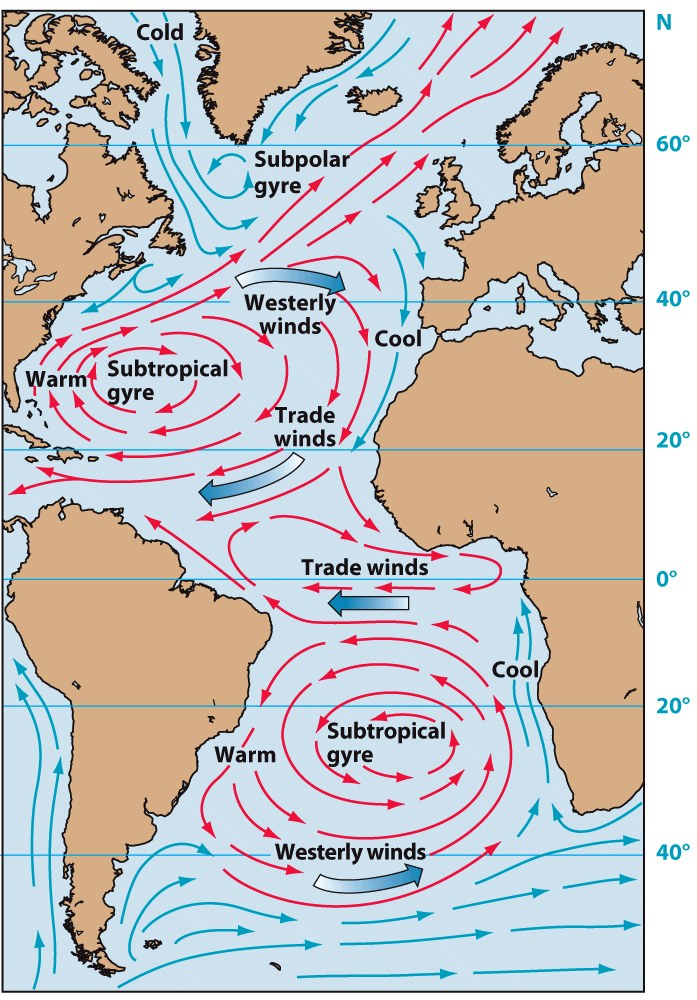 N
Cold
60°
Subpolar
gyre
40°
Westerly
winds
Cool
Warm
Subtropical
gyre
Trade
winds
20°
Trade winds
0°
Cool
20°
Subtropical
gyre
Warm
Westerly winds
40°